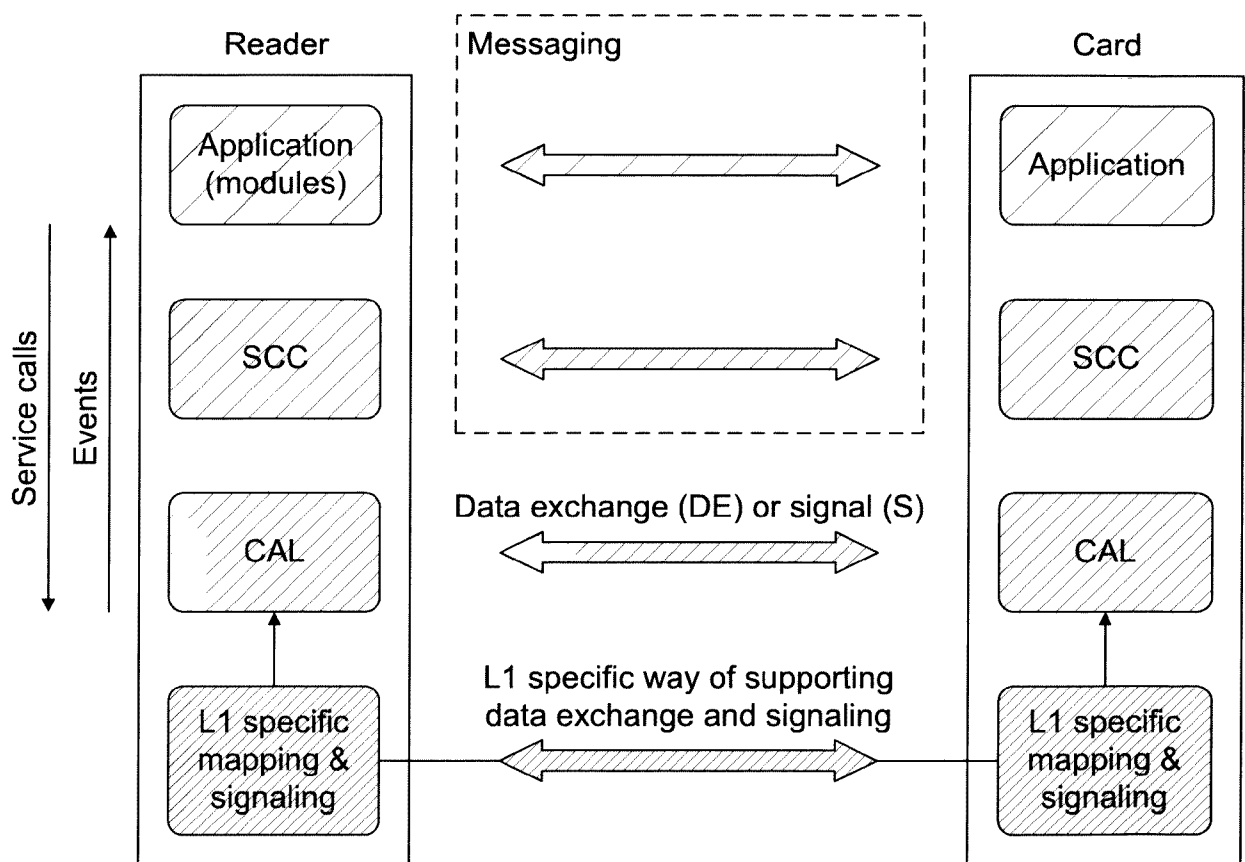 Reader
Messaging
Card
Application
(modules)
Application
SCC
SCC
Service calls
Events
Data exchange (DE) or signal (S)
CAL
CAL
L1 specific way of supporting
data exchange and signaling
L1 specific
mapping &
signaling
L1 specific
mapping &
signaling